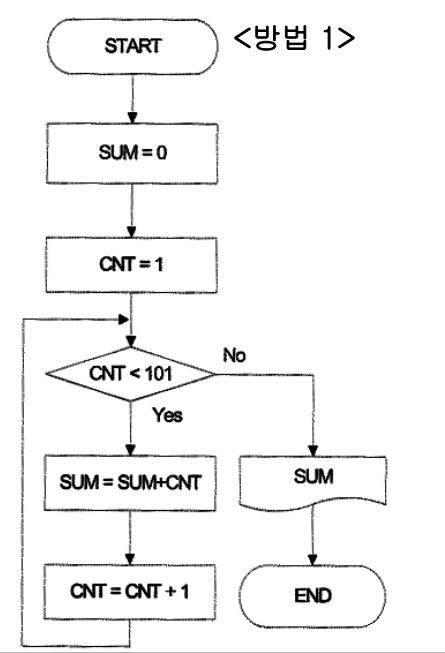 START
<방법 1>
SUM = 0
CNT = 1
CNT < 101
No
Yes
SUM = SUM+CNT
SUM
CNT = CNT + 1
END